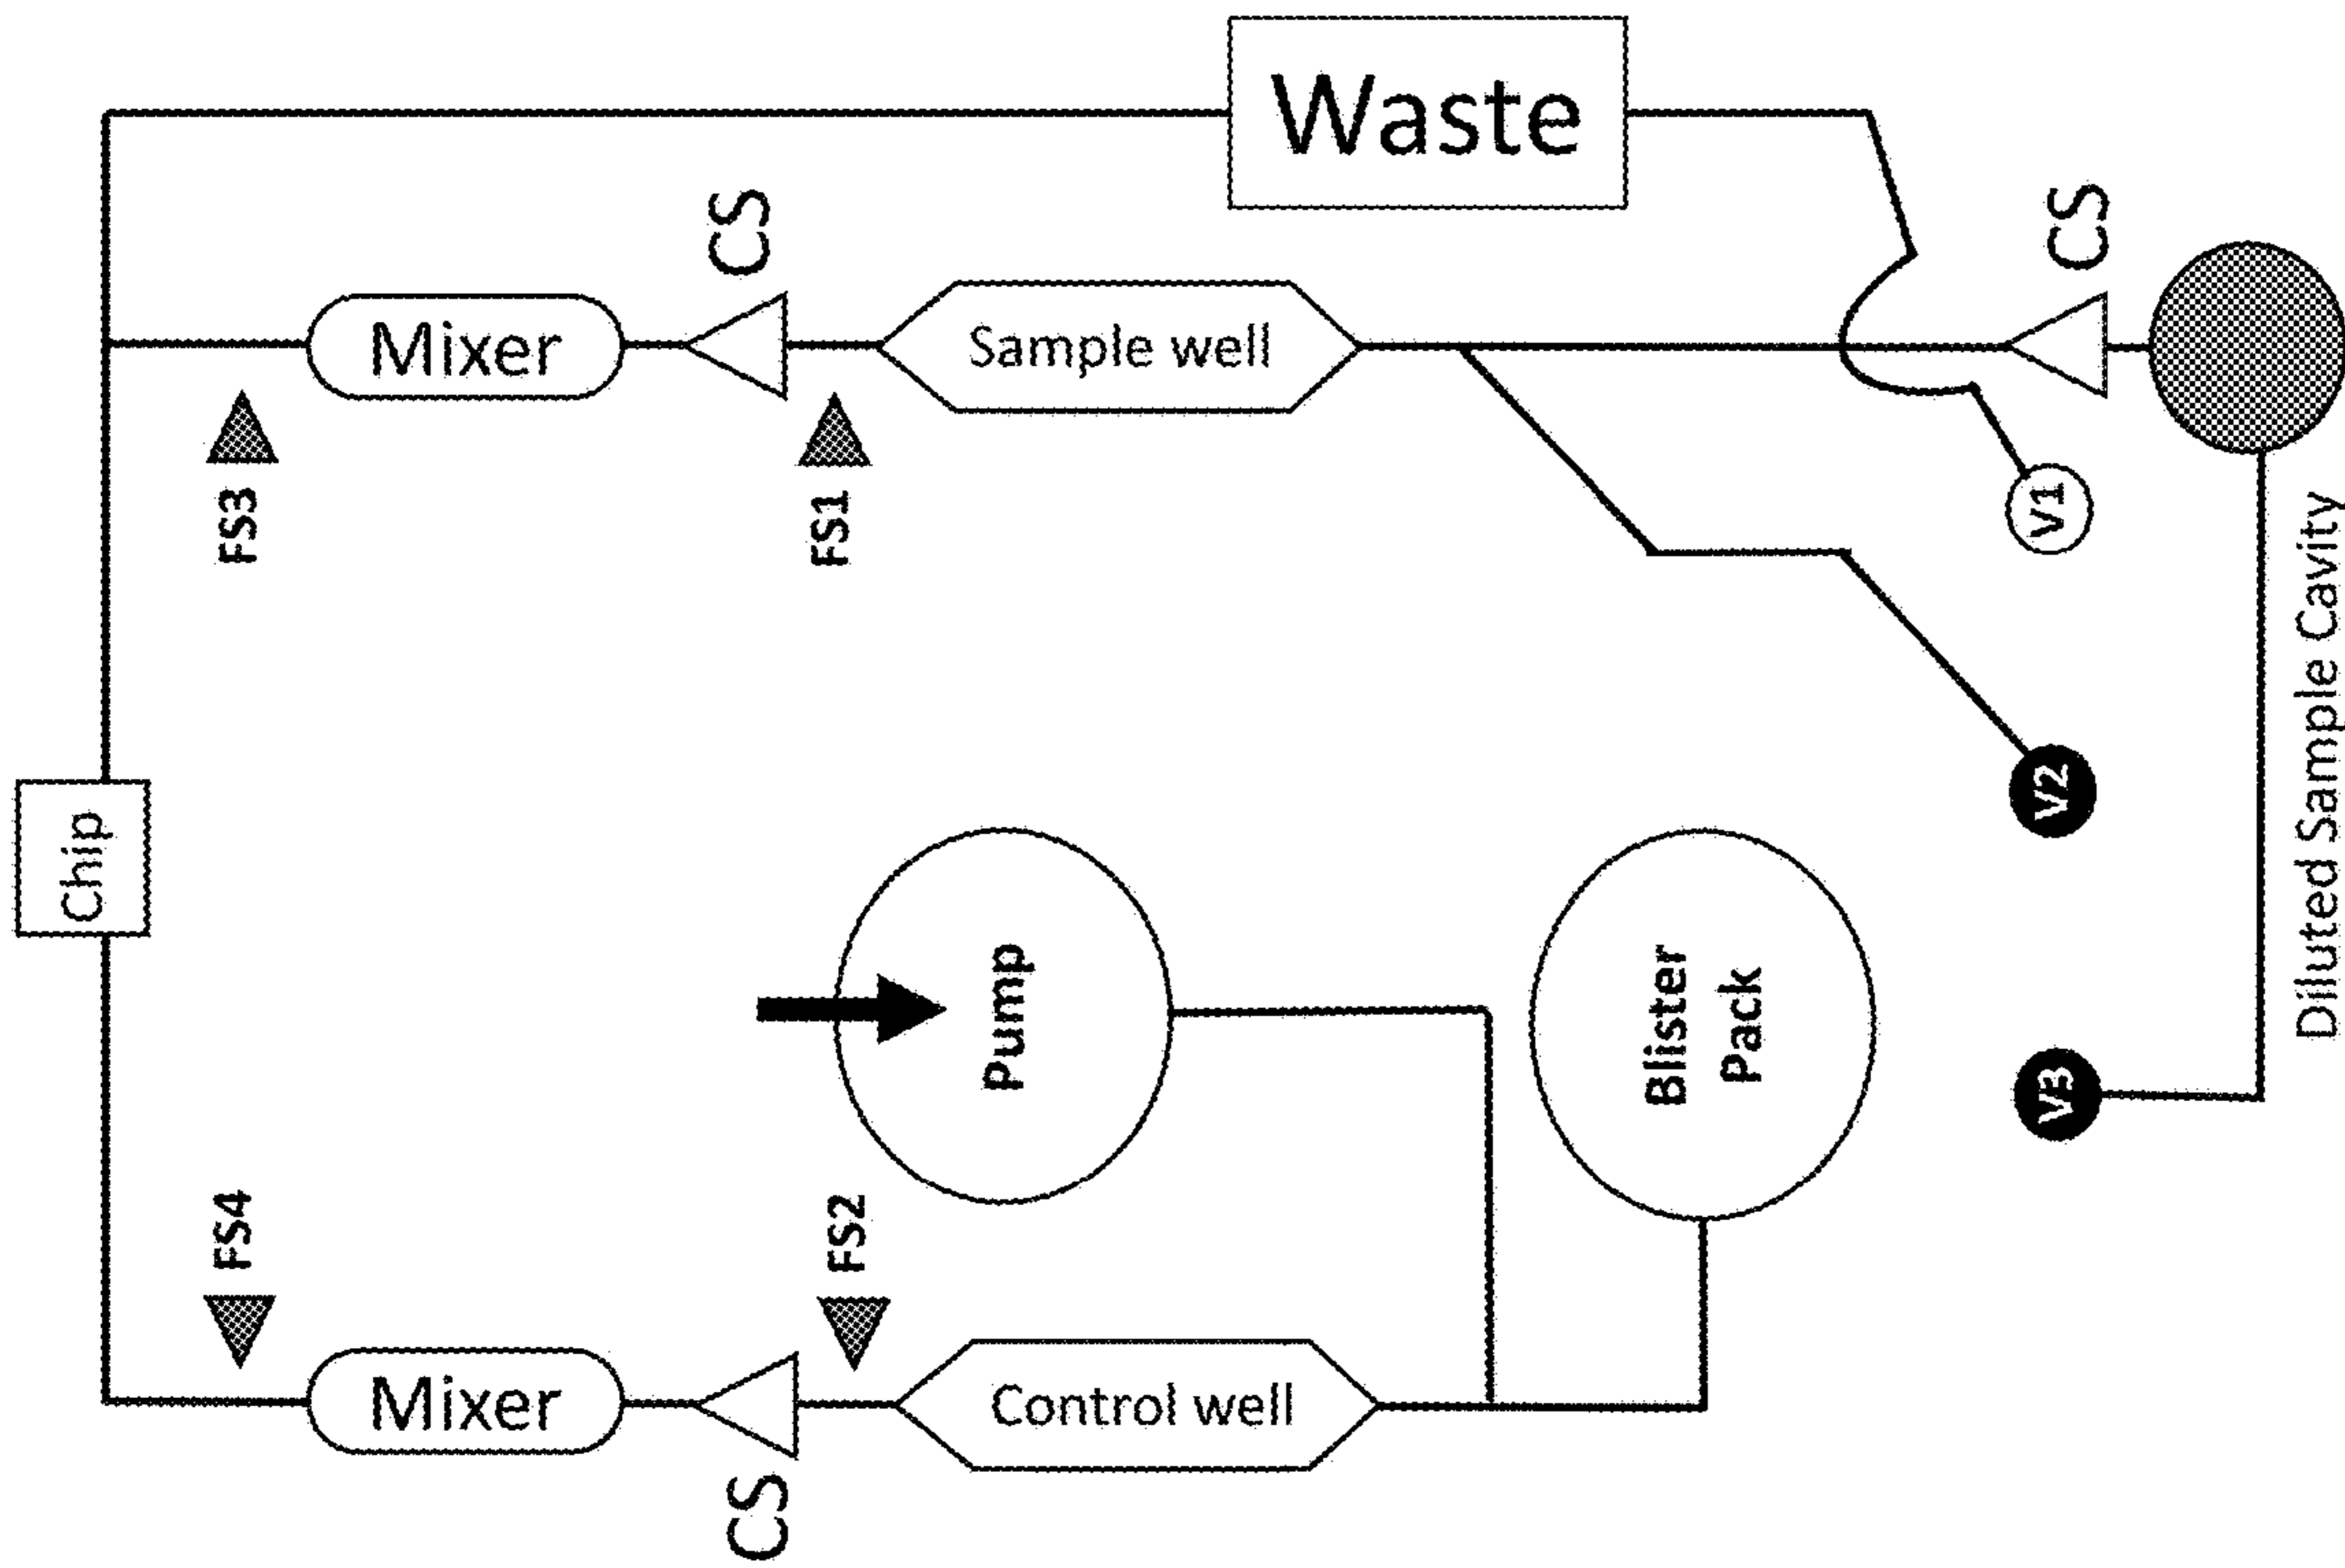 Waste
CS
CS
Mixer
Sample well
FS3
FS1
V1
Chip
V2
Pump
Blister
Pack
V3
Diluted Sample Cavity
FS4
FS2
Mixer
Control well
CS